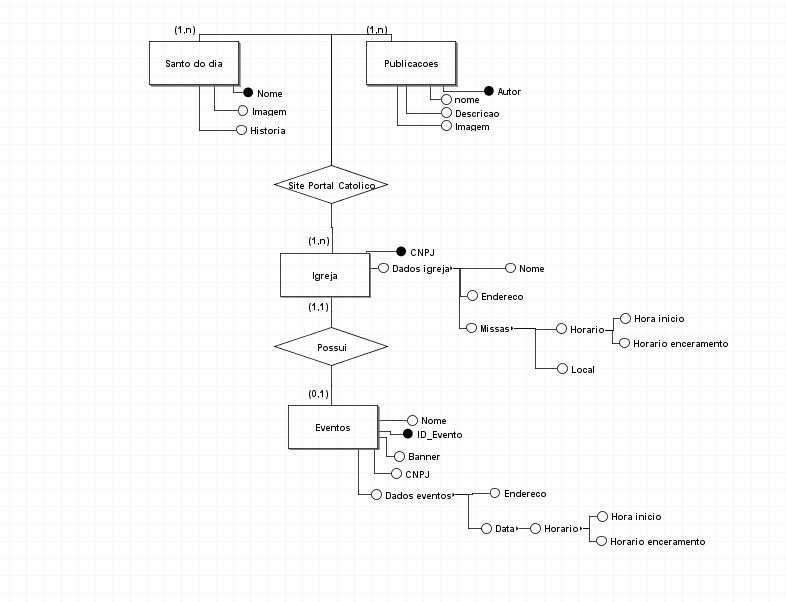 (1,n)
(1,n)
Santo do dia
Publicacoes
Nome
Imagem
Historia
Autor
nome
Descricao
Imagem
Site Portal Catolico
(1,n)
CNPJ
Igreja
Dados igreja
Nome
Endereco
Missas
Horario
Hora inicio
Horario enceramento
Local
(1,1)
Possui
(0,1)
Eventos
Nome
ID_Evento
Banner
CNPJ
Dados eventos
Endereco
Data
Horario
Hora inicio
Horario enceramento